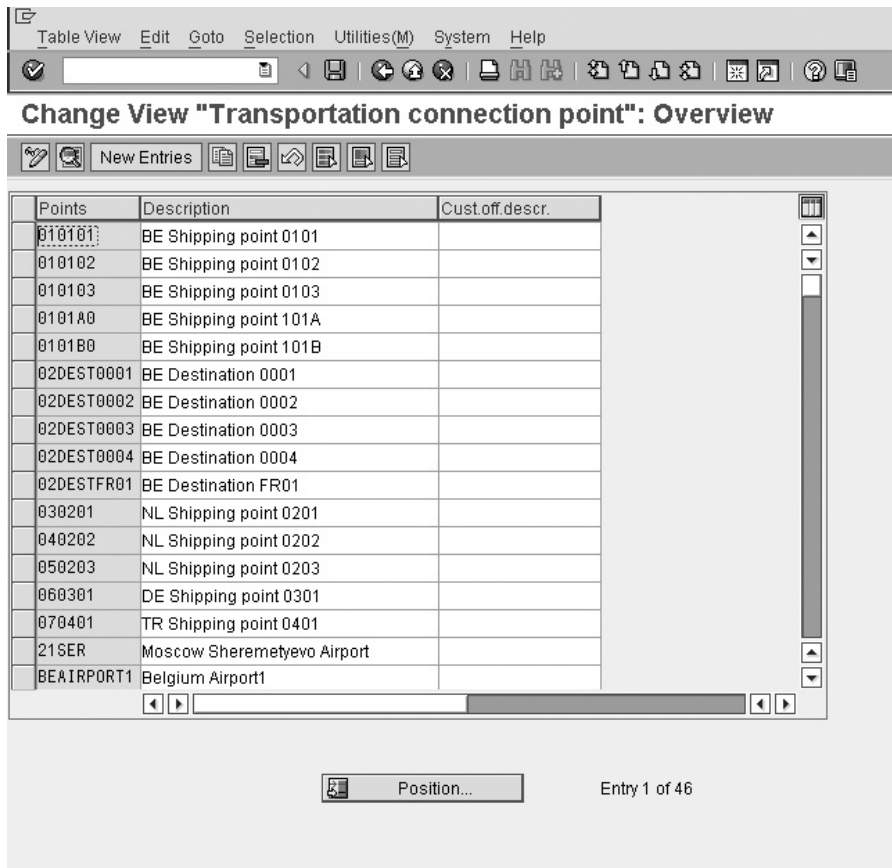 Table View Edit Goto Selection Utilities(M) System Help
Change View "Transportation connection point": Overview
New Entries
Points Description Cust.off.descr.
010101 BE Shipping point 0101
010102 BE Shipping point 0102
010103 BE Shipping point 0103
0101A0 BE Shipping point 101A
0101B0 BE Shipping point 101B
02DEST0001 BE Destination 0001
02DEST0002 BE Destination 0002
02DEST0003 BE Destination 0003
02DEST0004 BE Destination 0004
02DESTFR01 BE Destination FR01
030201 NL Shipping point 0201
040202 NL Shipping point 0202
050203 NL Shipping point 0203
060301 DE Shipping point 0301
070401 TR Shipping point 0401
21SER Moscow Sheremetyevo Airport
BEAIRPORT1 Belgium Airport1
Position... Entry 1 of 46